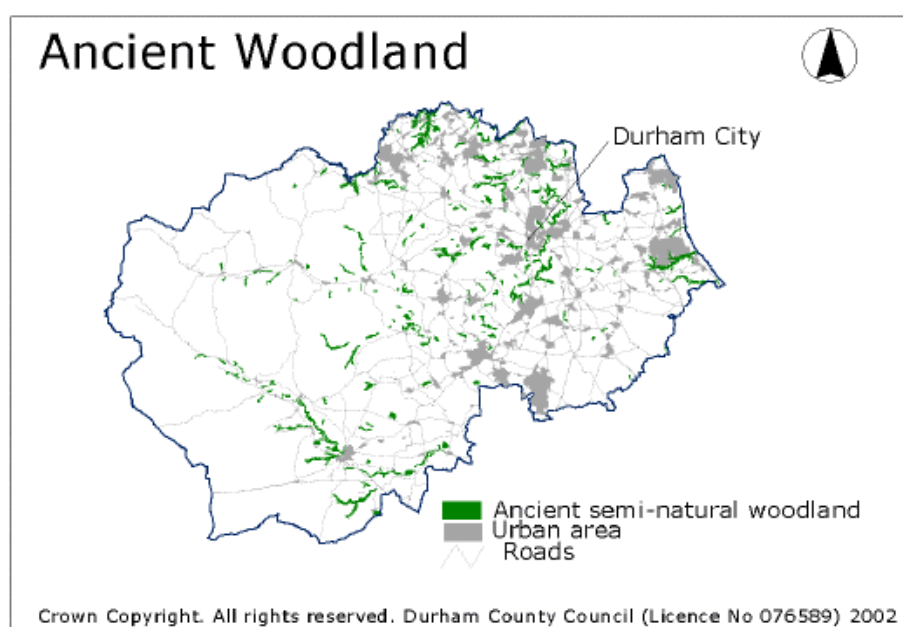 Ancient Woodland
Durham City
Ancient semi-natural woodland
Urban area
Roads
Crown Copyright. All rights reserved. Durham County Council (Licence No 076589) 2002